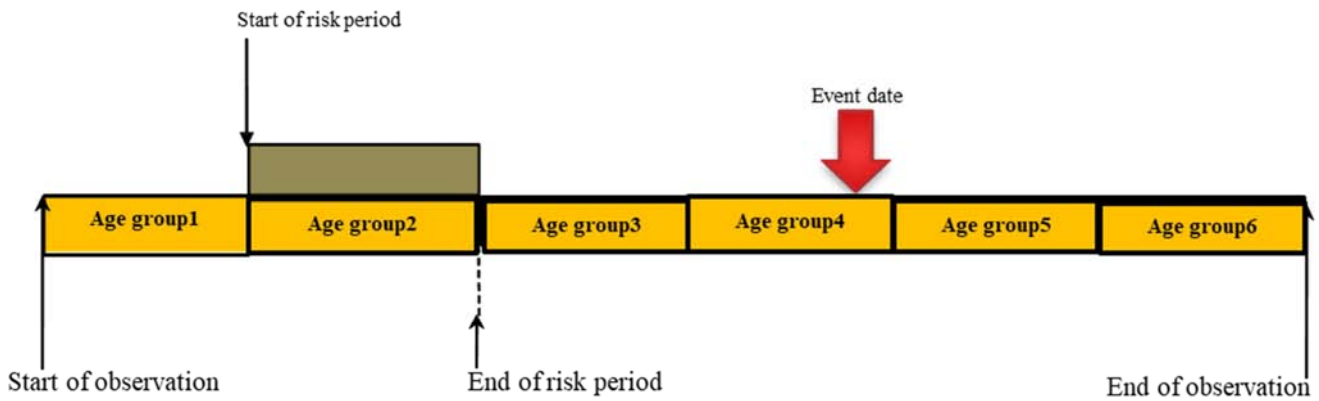 Start of risk period
Event date
Age group1
Age group2
Age group3
Age group4
Age group5
Age group6
Start of observation
End of risk period
End of observation